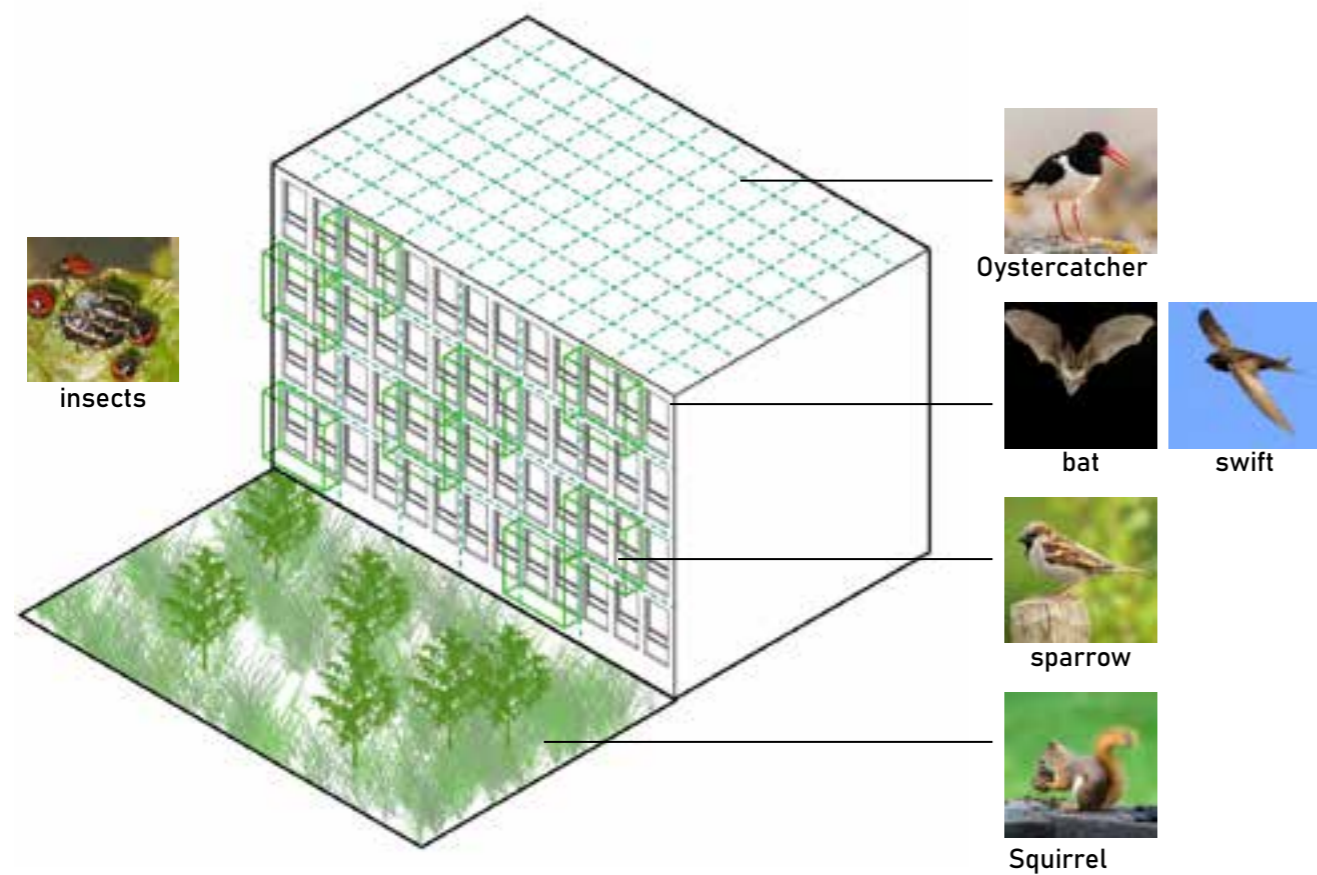 Oystercatcher
insects
bat
swift
sparrow
Squirrel